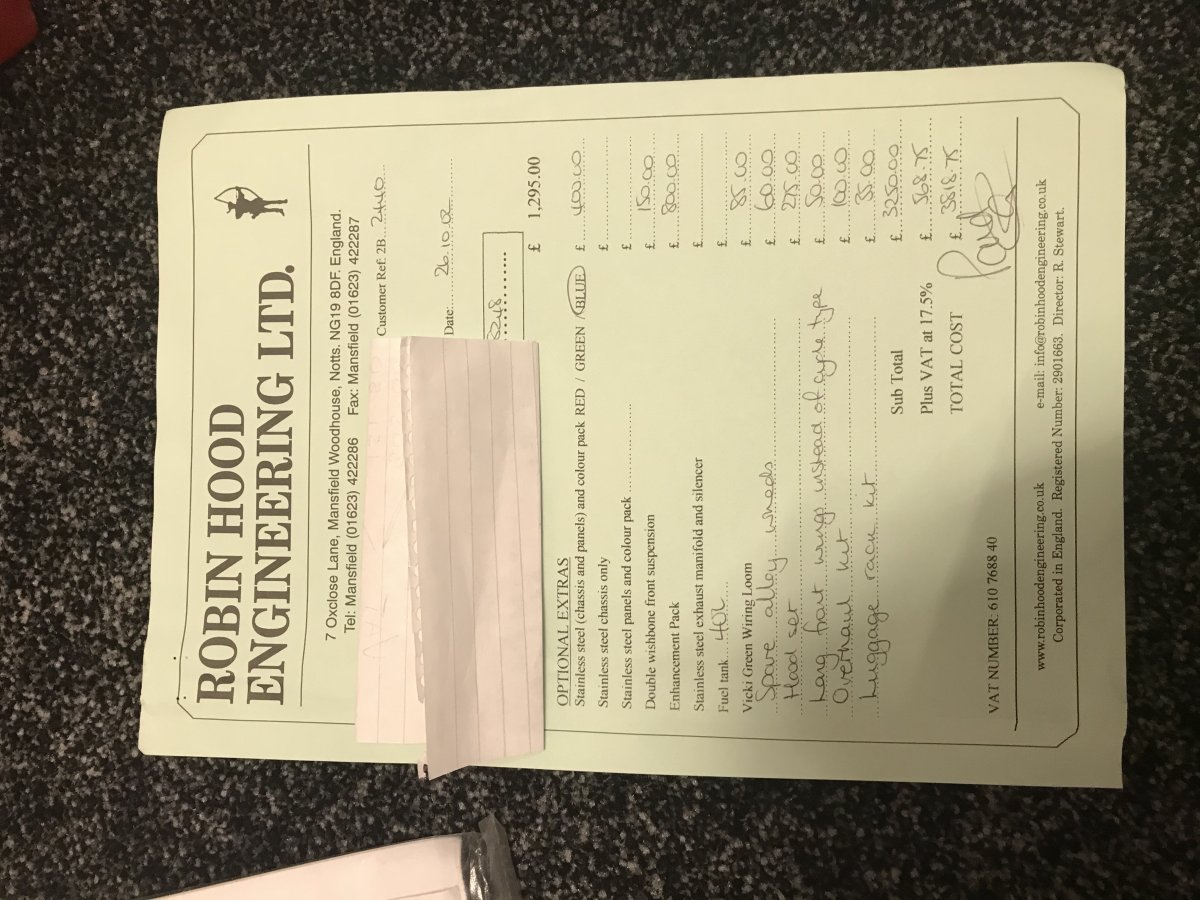 ROBIN HOOD
ENGINEERING LTD.
7 Oxclose Lane, Mansfield Woodhouse, Notts. NG19 8DF. England.
Tel: Mansfield (01623) 422286 Fax: Mansfield (01623) 422287
Customer Ref: 2B 2440
Date: 26.10.02
£ 1,295.00
OPTIONAL EXTRAS
Stainless steel (chassis and panels) and colour pack RED / GREEN / BLUE £ 400.00
Stainless steel chassis only £
Stainless steel panels and colour pack £
Double wishbone front suspension £ 150.00
Enhancement Pack £ 800.00
Stainless steel exhaust manifold and silencer £
Fuel tank 40L £
Vicki Green Wiring Loom £ 85.00
Spare alloy wheels £ 60.00
Hood set £ 275.00
Long front wings instead of cycle type £ 50.00
Overhaul kit £ 100.00
Luggage rack kit £ 35.00
Sub Total £ 3250.00
Plus VAT at 17.5% £ 568.75
TOTAL COST £ 3818.75
VAT NUMBER: 610 7688 40
www.robinhoodengineering.co.uk e-mail: info@robinhoodengineering.co.uk
Corporated in England. Registered Number: 2901663. Director: R. Stewart.